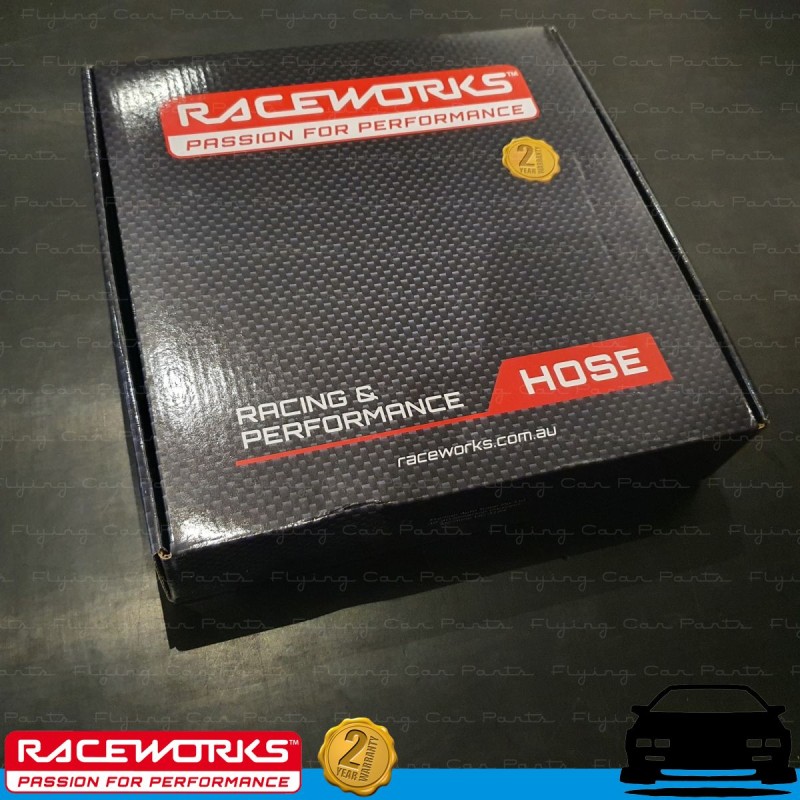 RACEWORKS™
PASSION FOR PERFORMANCE
2
YEAR WARRANTY
RACING &
PERFORMANCE
HOSE
raceworks.com.au
Flying Car Parts
RACEWORKS™
PASSION FOR PERFORMANCE
2
YEAR WARRANTY